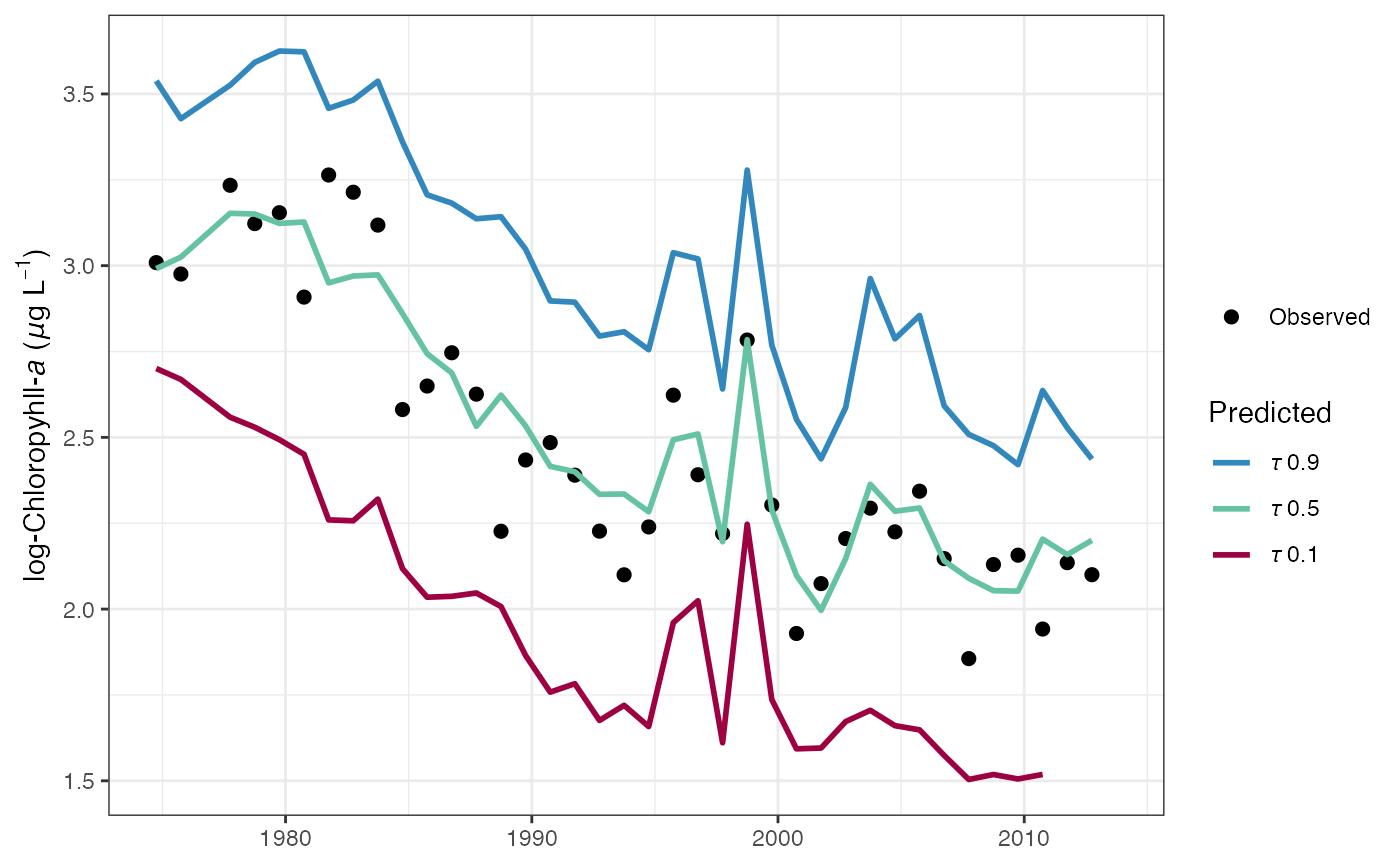 log-Chloropyhll-a (μg L⁻¹)
3.5
3.0
2.5
2.0
1.5
1980 1990 2000 2010
Observed
Predicted
τ 0.9
τ 0.5
τ 0.1